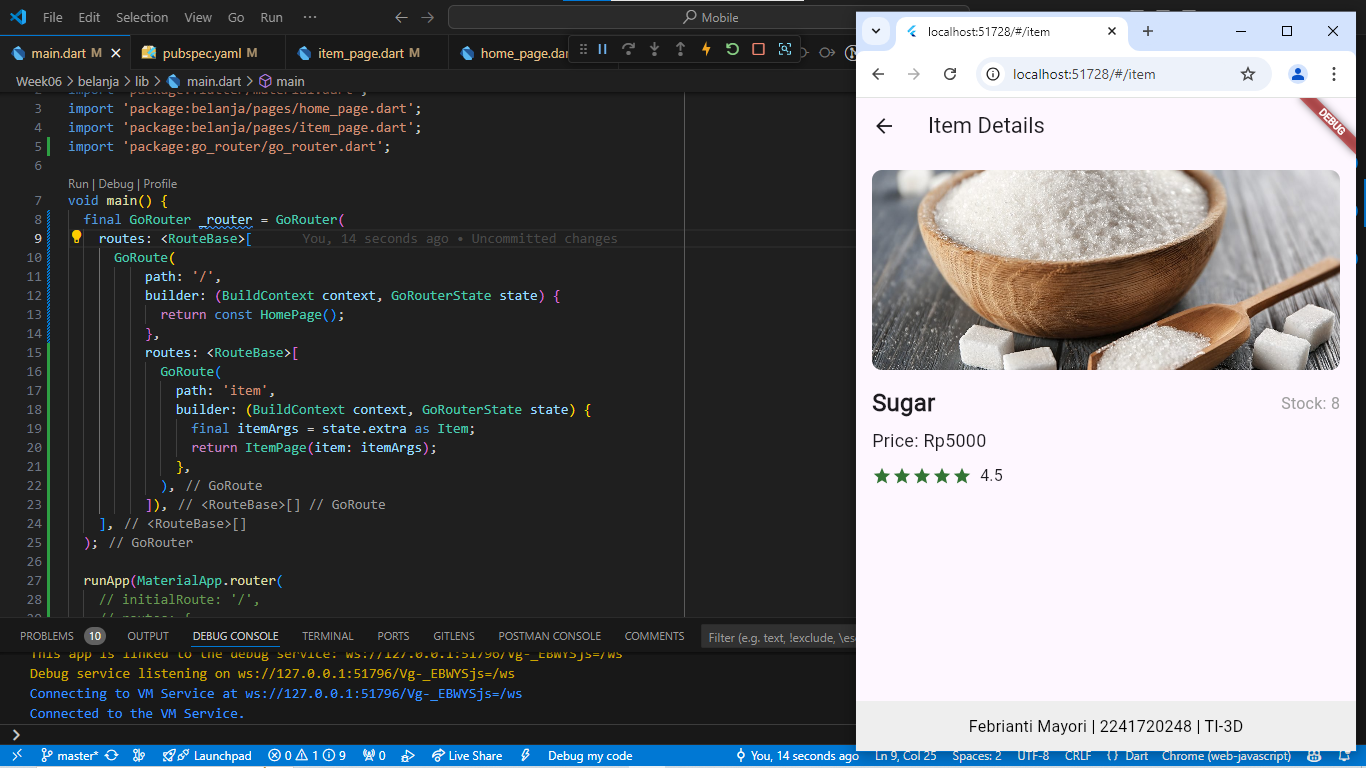 File Edit Selection View Go Run ··· Mobile
main.dart M pubspec.yaml M item_page.dart M home_page.dar
Week06 > belanja > lib > main.dart > main
2 import 'package:flutter/material.dart';
3 import 'package:belanja/pages/home_page.dart';
4 import 'package:belanja/pages/item_page.dart';
5 import 'package:go_router/go_router.dart';
6
Run | Debug | Profile
7 void main() {
8 final GoRouter _router = GoRouter(
9 routes: <RouteBase>[ You, 14 seconds ago • Uncommitted changes
10 GoRoute(
11 path: '/',
12 builder: (BuildContext context, GoRouterState state) {
13 return const HomePage();
14 },
15 routes: <RouteBase>[
16 GoRoute(
17 path: 'item',
18 builder: (BuildContext context, GoRouterState state) {
19 final itemArgs = state.extra as Item;
20 return ItemPage(item: itemArgs);
21 },
22 ), // GoRoute
23 ]), // <RouteBase>[] // GoRoute
24 ], // <RouteBase>[]
25 ); // GoRouter
26
27 runApp(MaterialApp.router(
28 // initialRoute: '/',
PROBLEMS 10 OUTPUT DEBUG CONSOLE TERMINAL PORTS GITLENS POSTMAN CONSOLE COMMENTS Filter (e.g. text, !exclude, \es
This app is linked to the debug service: ws://127.0.0.1:51796/Vg-_EBWYSjs=/ws
Debug service listening on ws://127.0.0.1:51796/Vg-_EBWYSjs=/ws
Connecting to VM Service at ws://127.0.0.1:51796/Vg-_EBWYSjs=/ws
Connected to the VM Service.
master* Launchpad 0 1 9 0 Live Share Debug my code You, 14 seconds ago Ln 9, Col 25 Spaces: 2 UTF-8 CRLF {} Dart Chrome (web-javascript)
localhost:51728/#/item
localhost:51728/#/item
Item Details
DEBUG
Sugar
Stock: 8
Price: Rp5000
4.5
Febrianti Mayori | 2241720248 | TI-3D